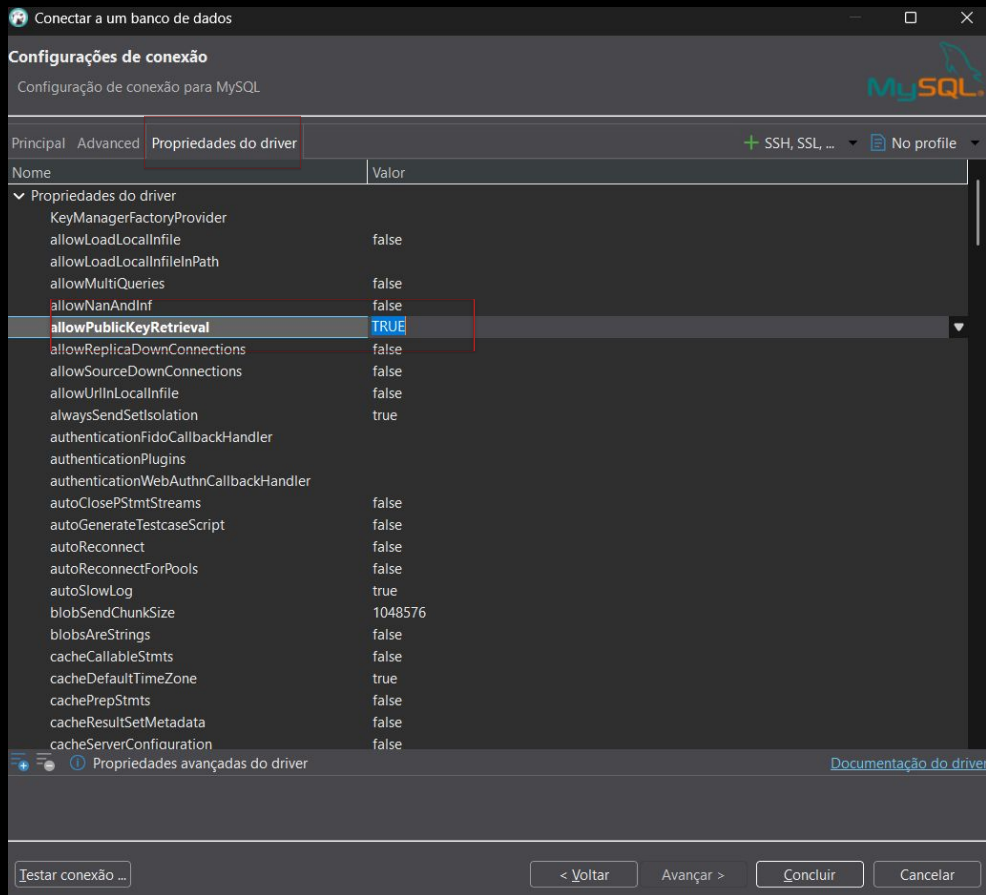 Conectar a um banco de dados
Configurações de conexão
Configuração de conexão para MySQL
MySQL
Principal Advanced Propriedades do driver SSH, SSL, ... No profile
Nome Valor
Propriedades do driver
KeyManagerFactoryProvider
allowLoadLocalInfile false
allowLoadLocalInfileInPath
allowMultiQueries false
allowNanAndInf false
allowPublicKeyRetrieval TRUE
allowReplicaDownConnections false
allowSourceDownConnections false
allowUrlInLocalInfile false
alwaysSendSetIsolation true
authenticationFidoCallbackHandler
authenticationPlugins
authenticationWebAuthnCallbackHandler
autoClosePStmtStreams false
autoGenerateTestcaseScript false
autoReconnect false
autoReconnectForPools false
autoSlowLog true
blobSendChunkSize 1048576
blobsAreStrings false
cacheCallableStmts false
cacheDefaultTimeZone true
cachePrepStmts false
cacheResultSetMetadata false
cacheServerConfiguration false
Propriedades avançadas do driver Documentação do driver
Testar conexão ... < Voltar Avançar > Concluir Cancelar